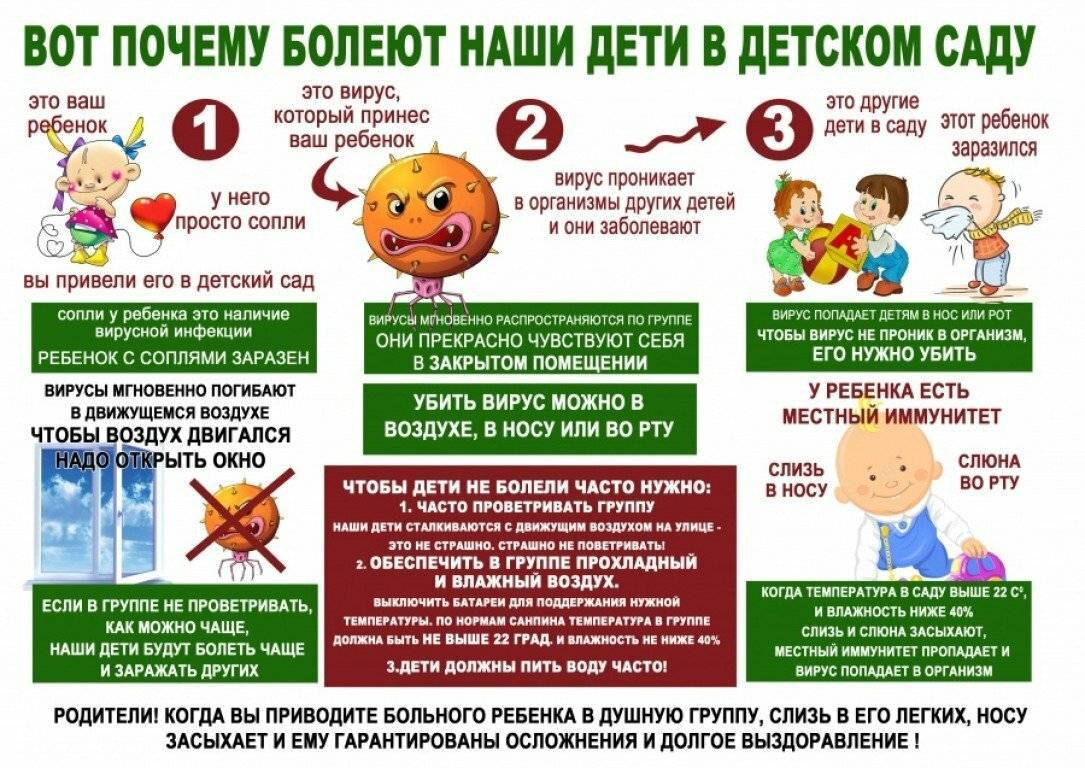 ВОТ ПОЧЕМУ БОЛЕЮТ НАШИ ДЕТИ В ДЕТСКОМ САДУ
это ваш
ребенок
1
у него
просто сопли
вы привели его в детский сад
это вирус,
который принес
ваш ребенок
2
вирус проникает
в организмы других детей
и они заболевают
3
это другие
дети в саду
этот ребенок
заразился
А
сопли у ребенка это наличие
вирусной инфекции
РЕБЕНОК С СОПЛЯМИ ЗАРАЗЕН
ВИРУСЫ МГНОВЕННО РАСПРОСТРАНЯЮТСЯ ПО ГРУППЕ
ОНИ ПРЕКРАСНО ЧУВСТВУЮТ СЕБЯ
В ЗАКРЫТОМ ПОМЕЩЕНИИ
ВИРУС ПОПАДАЕТ ДЕТЯМ В НОС ИЛИ РОТ
ЧТОБЫ ВИРУС НЕ ПРОНИК В ОРГАНИЗМ,
ЕГО НУЖНО УБИТЬ
ВИРУСЫ МГНОВЕННО ПОГИБАЮТ
В ДВИЖУЩЕМСЯ ВОЗДУХЕ
ЧТОБЫ ВОЗДУХ ДВИГАЛСЯ
НАДО ОТКРЫТЬ ОКНО
УБИТЬ ВИРУС МОЖНО В
ВОЗДУХЕ, В НОСУ ИЛИ ВО РТУ
У РЕБЕНКА ЕСТЬ
МЕСТНЫЙ ИММУНИТЕТ
СЛИЗЬ
В НОСУ
СЛЮНА
ВО РТУ
ЕСЛИ В ГРУППЕ НЕ ПРОВЕТРИВАТЬ,
КАК МОЖНО ЧАЩЕ,
НАШИ ДЕТИ БУДУТ БОЛЕТЬ ЧАЩЕ
И ЗАРАЖАТЬ ДРУГИХ
ЧТОБЫ ДЕТИ НЕ БОЛЕЛИ ЧАСТО НУЖНО:
1. ЧАСТО ПРОВЕТРИВАТЬ ГРУППУ
НАШИ ДЕТИ СТАЛКИВАЮТСЯ С ДВИЖУЩИМ ВОЗДУХОМ НА УЛИЦЕ -
ЭТО НЕ СТРАШНО. СТРАШНО НЕ ПОВЕТРИВАТЬ!
2. ОБЕСПЕЧИТЬ В ГРУППЕ ПРОХЛАДНЫЙ
И ВЛАЖНЫЙ ВОЗДУХ.
ВЫКЛЮЧИТЬ БАТАРЕИ ДЛЯ ПОДДЕРЖАНИЯ НУЖНОЙ
ТЕМПЕРАТУРЫ. ПО НОРМАМ САНПИНА ТЕМПЕРАТУРА В ГРУППЕ
ДОЛЖНА БЫТЬ НЕ ВЫШЕ 22 ГРАД. И ВЛАЖНОСТЬ НЕ НИЖЕ 40%
3.ДЕТИ ДОЛЖНЫ ПИТЬ ВОДУ ЧАСТО!
КОГДА ТЕМПЕРАТУРА В САДУ ВЫШЕ 22 С⁰,
И ВЛАЖНОСТЬ НИЖЕ 40%
СЛИЗЬ И СЛЮНА ЗАСЫХАЮТ,
МЕСТНЫЙ ИММУНИТЕТ ПРОПАДАЕТ И
ВИРУС ПОПАДАЕТ В ОРГАНИЗМ
РОДИТЕЛИ! КОГДА ВЫ ПРИВОДИТЕ БОЛЬНОГО РЕБЕНКА В ДУШНУЮ ГРУППУ, СЛИЗЬ В ЕГО ЛЕГКИХ, НОСУ
ЗАСЫХАЕТ И ЕМУ ГАРАНТИРОВАНЫ ОСЛОЖНЕНИЯ И ДОЛГОЕ ВЫЗДОРАВЛЕНИЕ !